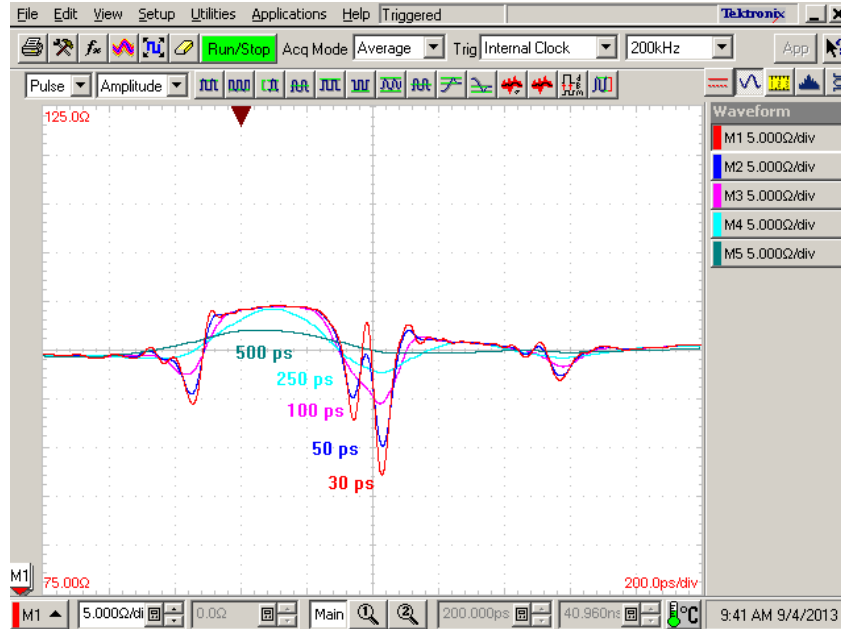 File Edit View Setup Utilities Applications Help Triggered Tektronix
Run/Stop Acq Mode Average Trig Internal Clock 200kHz App
Pulse Amplitude
125.0Ω
Waveform
M1 5.000Ω/div
M2 5.000Ω/div
M3 5.000Ω/div
M4 5.000Ω/div
M5 5.000Ω/div
500 ps
250 ps
100 ps
50 ps
30 ps
M1
75.00Ω 200.0ps/div
M1 5.000Ω/di 0.0Ω Main 1 2 200.000ps 40.960ns °C 9:41 AM 9/4/2013